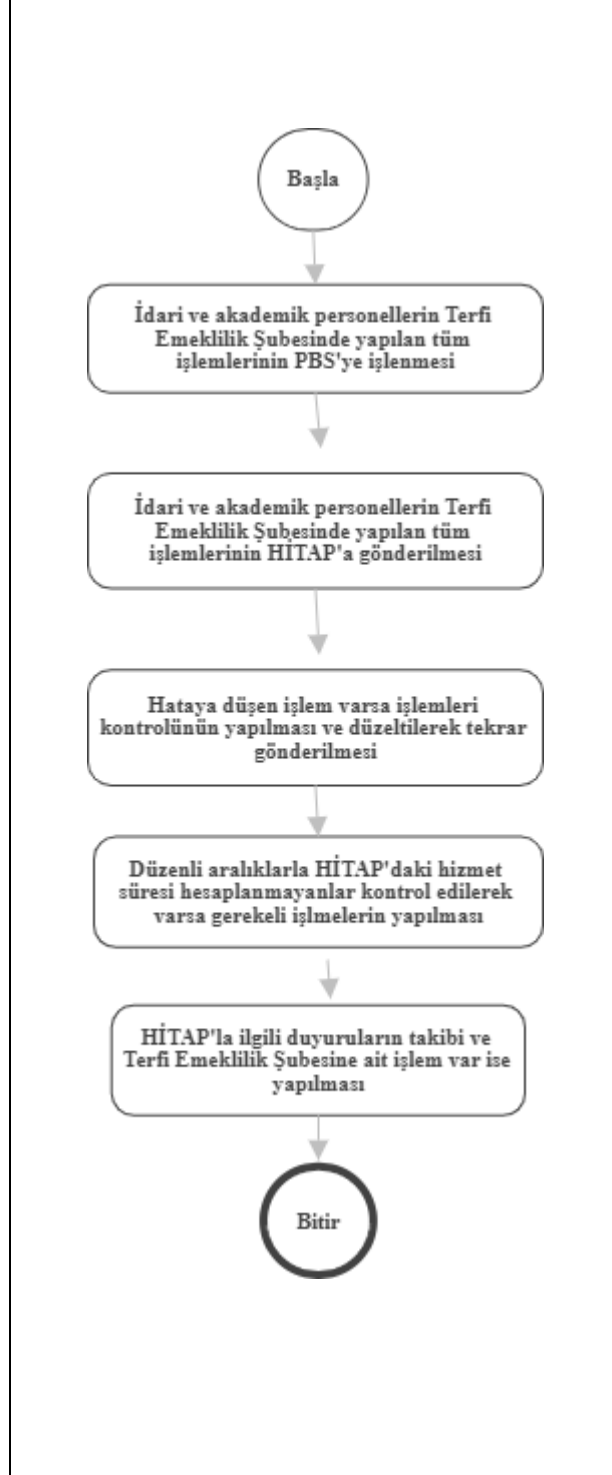 Başla
İdari ve akademik personellerin Terfi
Emeklilik Şubesinde yapılan tüm
işlemlerinin PBS'ye işlenmesi
İdari ve akademik personellerin Terfi
Emeklilik Şubesinde yapılan tüm
işlemlerinin HİTAP'a gönderilmesi
Hataya düşen işlem varsa işlemleri
kontrolünün yapılması ve düzeltilerek tekrar
gönderilmesi
Düzenli aralıklarla HİTAP'daki hizmet
süresi hesaplanmayanlar kontrol edilerek
varsa gerekeli işlmelerin yapılması
HİTAP'la ilgili duyuruların takibi ve
Terfi Emeklilik Şubesine ait işlem var ise
yapılması
Bitir